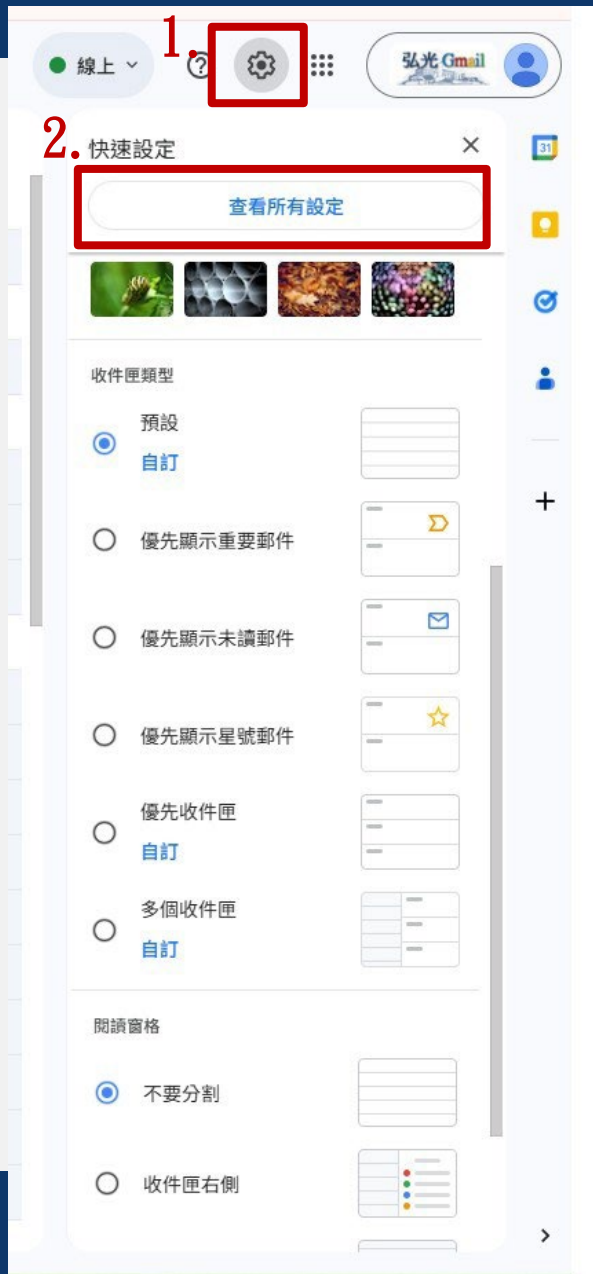 1.
線上
弘光 Gmail
2.
快速設定
31
查看所有設定
收件匣類型
預設
自訂
優先顯示重要郵件
優先顯示未讀郵件
優先顯示星號郵件
優先收件匣
自訂
多個收件匣
自訂
閱讀窗格
不要分割
收件匣右側